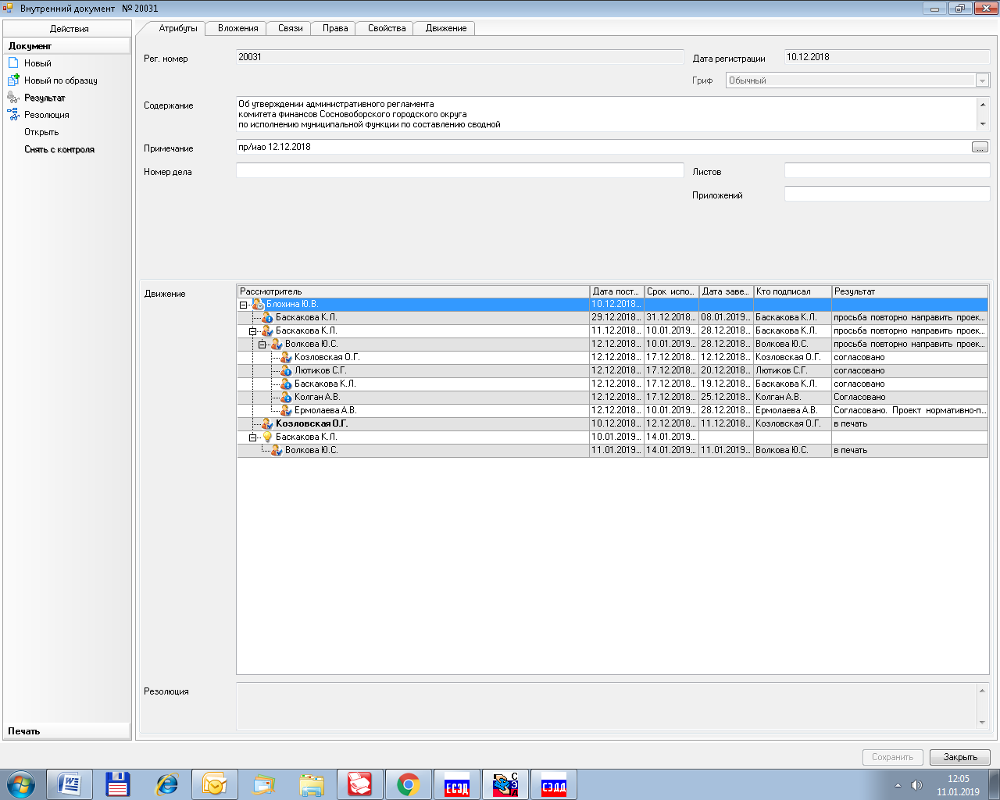 Внутренний документ № 20031
Действия
Документ
Новый
Новый по образцу
Результат
Резолюция
Открыть
Снять с контроля
Печать
Атрибуты Вложения Связи Права Свойства Движение
Рег. номер 20031 Дата регистрации 10.12.2018
Гриф Обычный
Содержание Об утверждении административного регламента
комитета финансов Сосновоборского городского округа
по исполнению муниципальной функции по составлению сводной
Примечание пр/иао 12.12.2018 ...
Номер дела Листов
Приложений
Движение
Рассмотритель Дата пост... Срок испо... Дата заве... Кто подписал Результат
Блохина Ю.В. 10.12.2018...
Баскакова К.Л. 29.12.2018... 31.12.2018... 08.01.2019... Баскакова К.Л. просьба повторно направить проек...
Баскакова К.Л. 11.12.2018... 10.01.2019... 28.12.2018... Баскакова К.Л. просьба повторно направить проек...
Волкова Ю.С. 12.12.2018... 10.01.2019... 28.12.2018... Волкова Ю.С. просьба повторно направить проек...
Козловская О.Г. 12.12.2018... 17.12.2018... 12.12.2018... Козловская О.Г. согласовано
Лютиков С.Г. 12.12.2018... 17.12.2018... 20.12.2018... Лютиков С.Г. согласовано
Баскакова К.Л. 12.12.2018... 17.12.2018... 19.12.2018... Баскакова К.Л. согласовано
Колган А.В. 12.12.2018... 17.12.2018... 25.12.2018... Колган А.В. Согласовано
Ермолаева А.В. 12.12.2018... 10.01.2019... 28.12.2018... Ермолаева А.В. Согласовано. Проект нормативно-п...
Козловская О.Г. 10.12.2018... 12.12.2018... 11.12.2018... Козловская О.Г. в печать
Баскакова К.Л. 10.01.2019... 14.01.2019...
Волкова Ю.С. 11.01.2019... 14.01.2019... 11.01.2019... Волкова Ю.С. в печать
Резолюция
Сохранить Закрыть
ЕСЭД СЭД СЭДД
12:05
11.01.2019